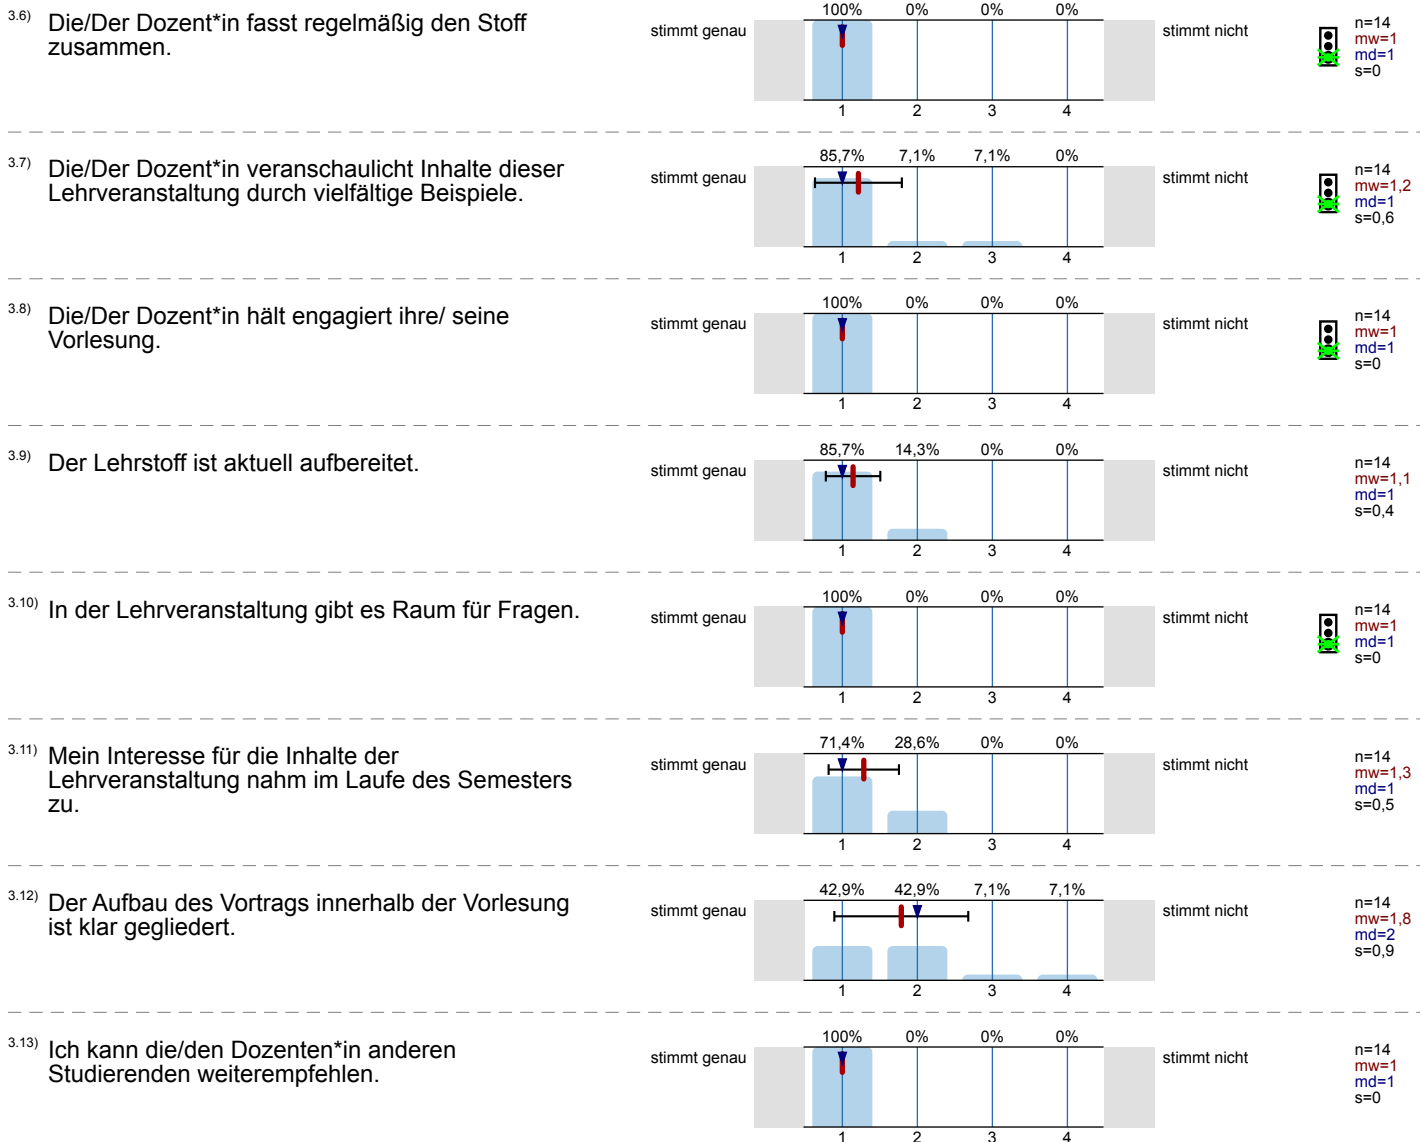 3.6) Die/Der Dozent*in fasst regelmäßig den Stoff
zusammen.
stimmt genau
100% 0% 0% 0%
1 2 3 4
stimmt nicht
n=14
mw=1
md=1
s=0
3.7) Die/Der Dozent*in veranschaulicht Inhalte dieser
Lehrveranstaltung durch vielfältige Beispiele.
stimmt genau
85,7% 7,1% 7,1% 0%
1 2 3 4
stimmt nicht
n=14
mw=1,2
md=1
s=0,6
3.8) Die/Der Dozent*in hält engagiert ihre/ seine
Vorlesung.
stimmt genau
100% 0% 0% 0%
1 2 3 4
stimmt nicht
n=14
mw=1
md=1
s=0
3.9) Der Lehrstoff ist aktuell aufbereitet.
stimmt genau
85,7% 14,3% 0% 0%
1 2 3 4
stimmt nicht
n=14
mw=1,1
md=1
s=0,4
3.10) In der Lehrveranstaltung gibt es Raum für Fragen.
stimmt genau
100% 0% 0% 0%
1 2 3 4
stimmt nicht
n=14
mw=1
md=1
s=0
3.11) Mein Interesse für die Inhalte der
Lehrveranstaltung nahm im Laufe des Semesters
zu.
stimmt genau
71,4% 28,6% 0% 0%
1 2 3 4
stimmt nicht
n=14
mw=1,3
md=1
s=0,5
3.12) Der Aufbau des Vortrags innerhalb der Vorlesung
ist klar gegliedert.
stimmt genau
42,9% 42,9% 7,1% 7,1%
1 2 3 4
stimmt nicht
n=14
mw=1,8
md=2
s=0,9
3.13) Ich kann die/den Dozenten*in anderen
Studierenden weiterempfehlen.
stimmt genau
100% 0% 0% 0%
1 2 3 4
stimmt nicht
n=14
mw=1
md=1
s=0